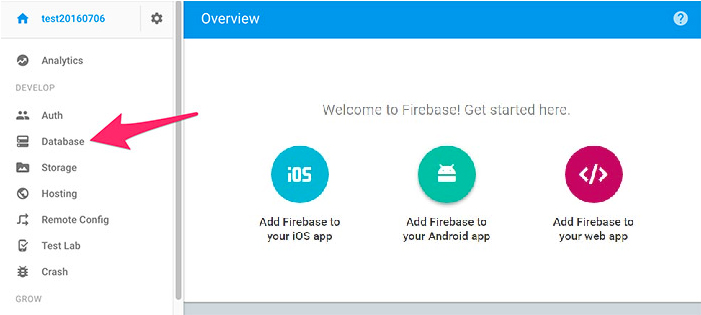 test20160706
Analytics
DEVELOP
Auth
Database
Storage
Hosting
Remote Config
Test Lab
Crash
GROW
Overview
?
Welcome to Firebase! Get started here.
iOS
</>
Add Firebase to
your iOS app
Add Firebase to
your Android app
Add Firebase to
your web app